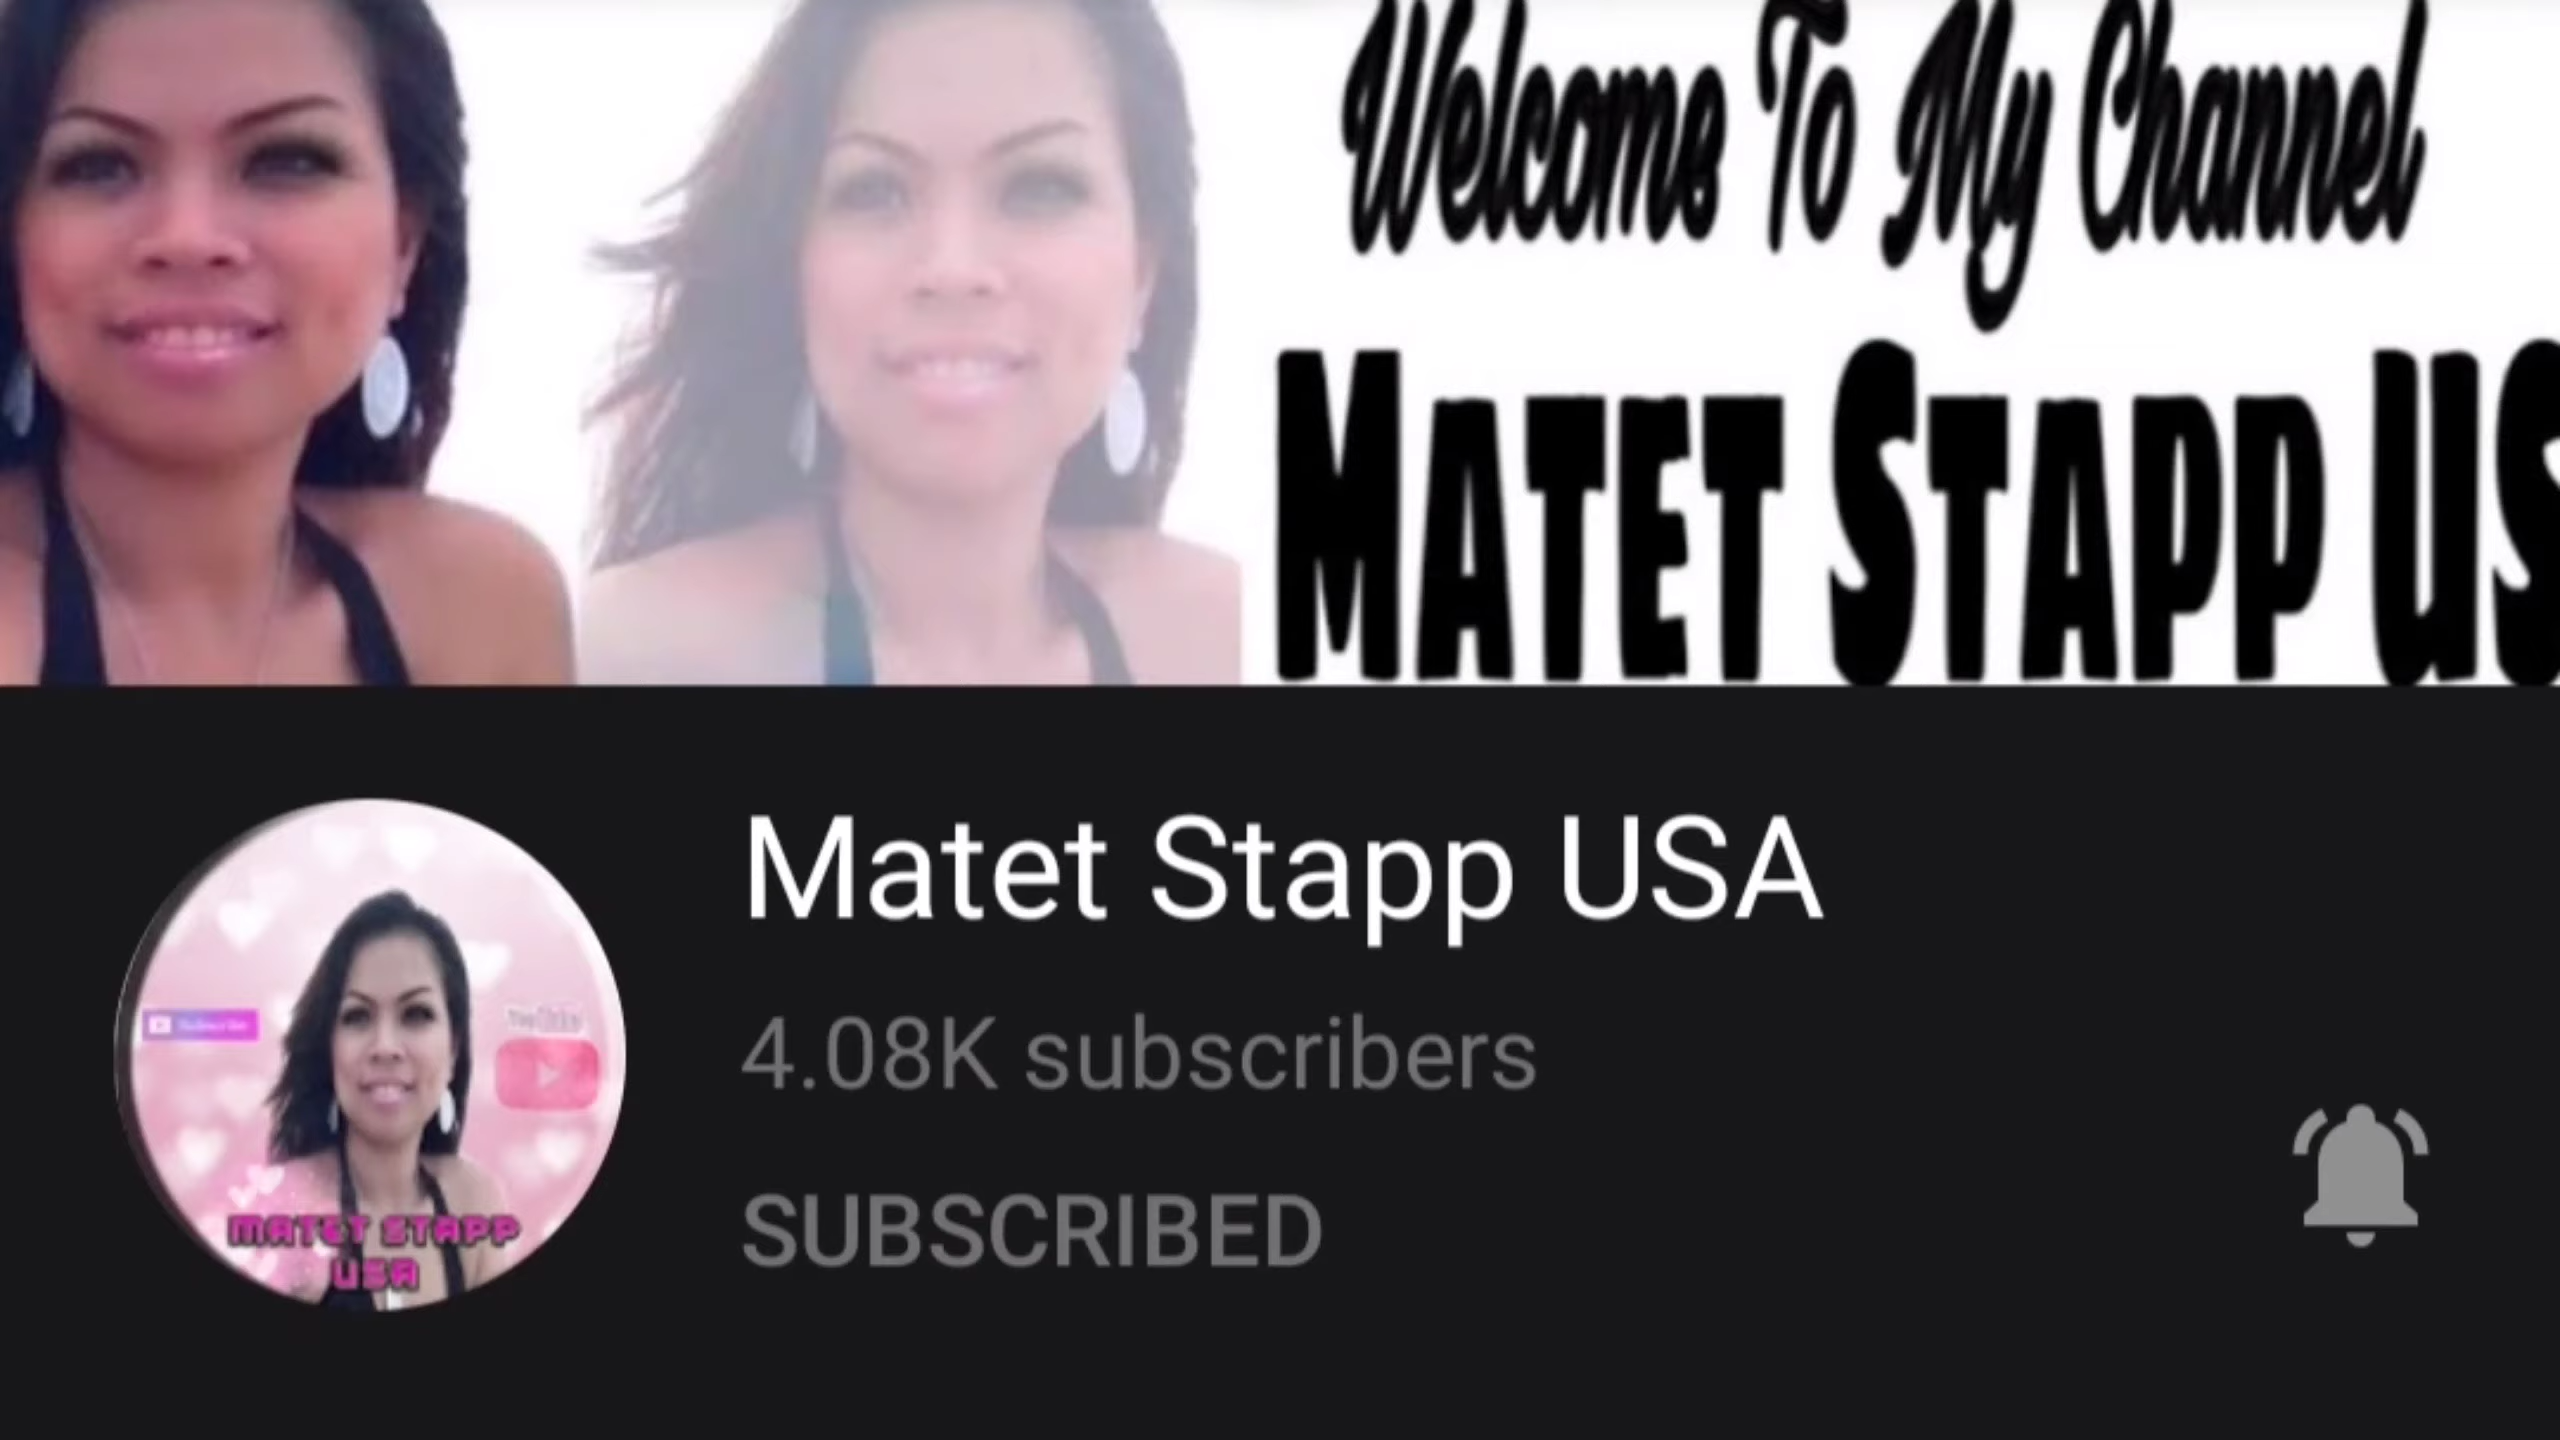 Welcome To My Channel
MATET STAPP US
Matet Stapp USA
4.08K subscribers
SUBSCRIBED
MATET STAPP
USA